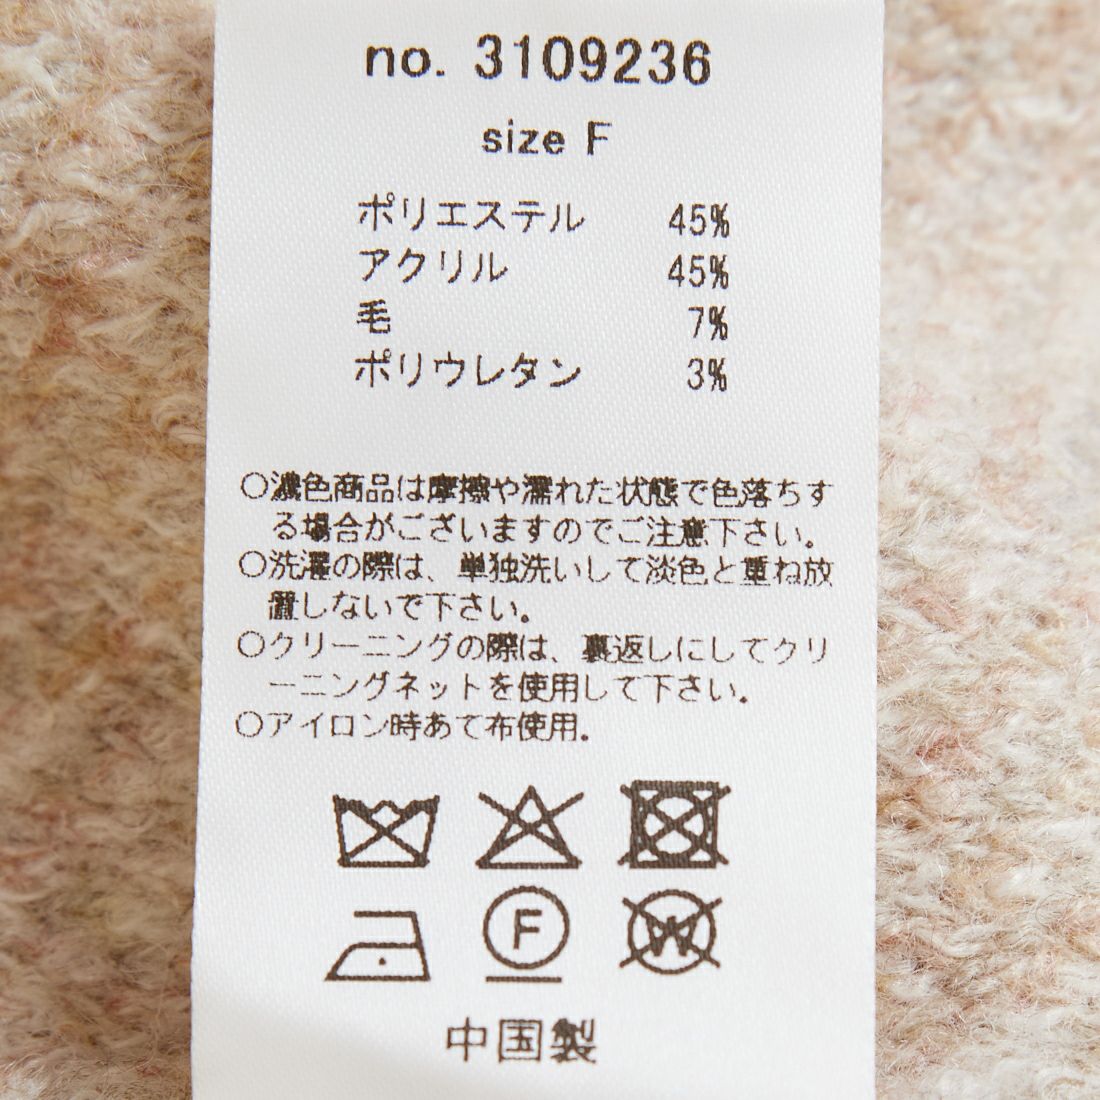 no. 3109236
size F
ポリエステル 45%
アクリル 45%
毛 7%
ポリウレタン 3%
○濃色商品は摩擦や濡れた状態で色落ちす
る場合がございますのでご注意下さい。
○洗濯の際は、単独洗いして淡色と重ね放
置しないで下さい。
○クリーニングの際は、裏返しにしてクリ
ーニングネットを使用して下さい。
○アイロン時あて布使用。
F
W
中国製